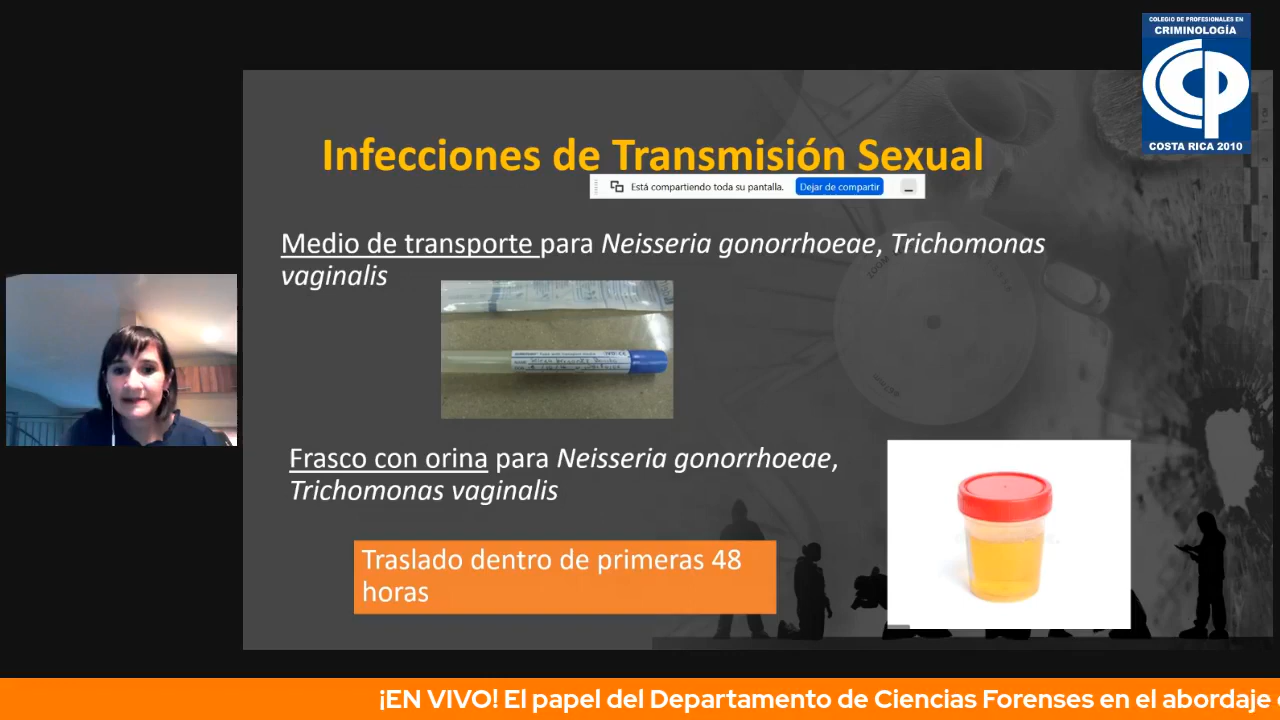 COLEGIO DE PROFESIONALES EN
CRIMINOLOGÍA
COSTA RICA 2010
Infecciones de Transmisión Sexual
Está compartiendo toda su pantalla.
Dejar de compartir
Medio de transporte para Neisseria gonorrhoeae, Trichomonas
vaginalis
ZOOM
Frasco con orina para Neisseria gonorrhoeae,
Trichomonas vaginalis
Traslado dentro de primeras 48
horas
¡EN VIVO! El papel del Departamento de Ciencias Forenses en el abordaje